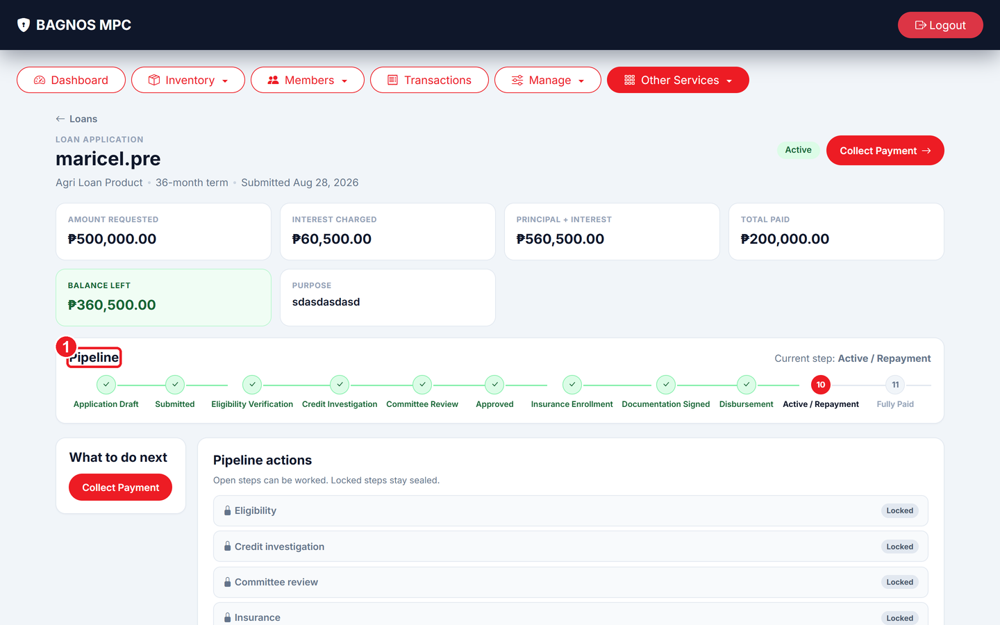 BAGNOS MPC
Logout
Dashboard
Inventory
Members
Transactions
Manage
Other Services
← Loans
LOAN APPLICATION
maricel.pre
Active
Collect Payment →
Agri Loan Product • 36-month term • Submitted Aug 28, 2026
AMOUNT REQUESTED
₱500,000.00
INTEREST CHARGED
₱60,500.00
PRINCIPAL + INTEREST
₱560,500.00
TOTAL PAID
₱200,000.00
BALANCE LEFT
₱360,500.00
PURPOSE
sdasdasdasd
1
Pipeline
Current step: Active / Repayment
Application Draft
Submitted
Eligibility Verification
Credit Investigation
Committee Review
Approved
Insurance Enrollment
Documentation Signed
Disbursement
10
Active / Repayment
11
Fully Paid
What to do next
Collect Payment
Pipeline actions
Open steps can be worked. Locked steps stay sealed.
Eligibility
Locked
Credit investigation
Locked
Committee review
Locked
Insurance
Locked